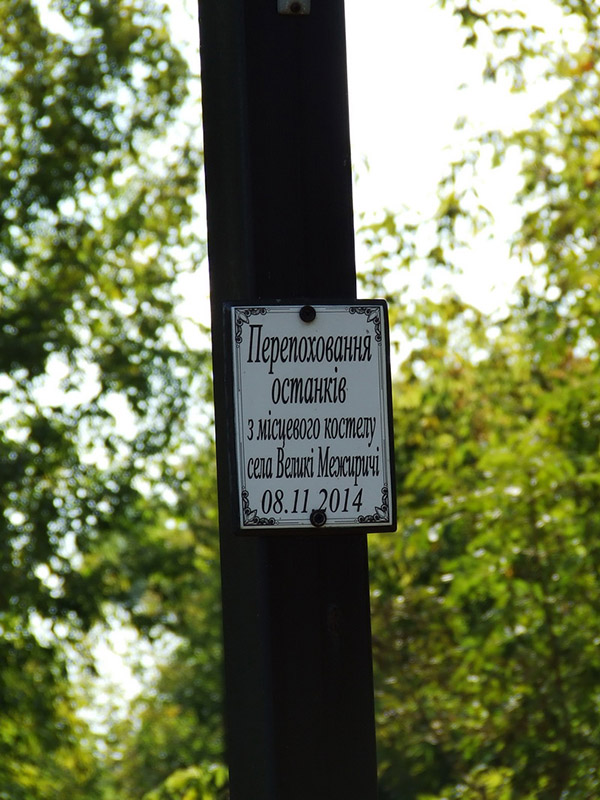 Перепоховання
останків
з місцевого костелу
села Великі Межиричі
08.11.2014